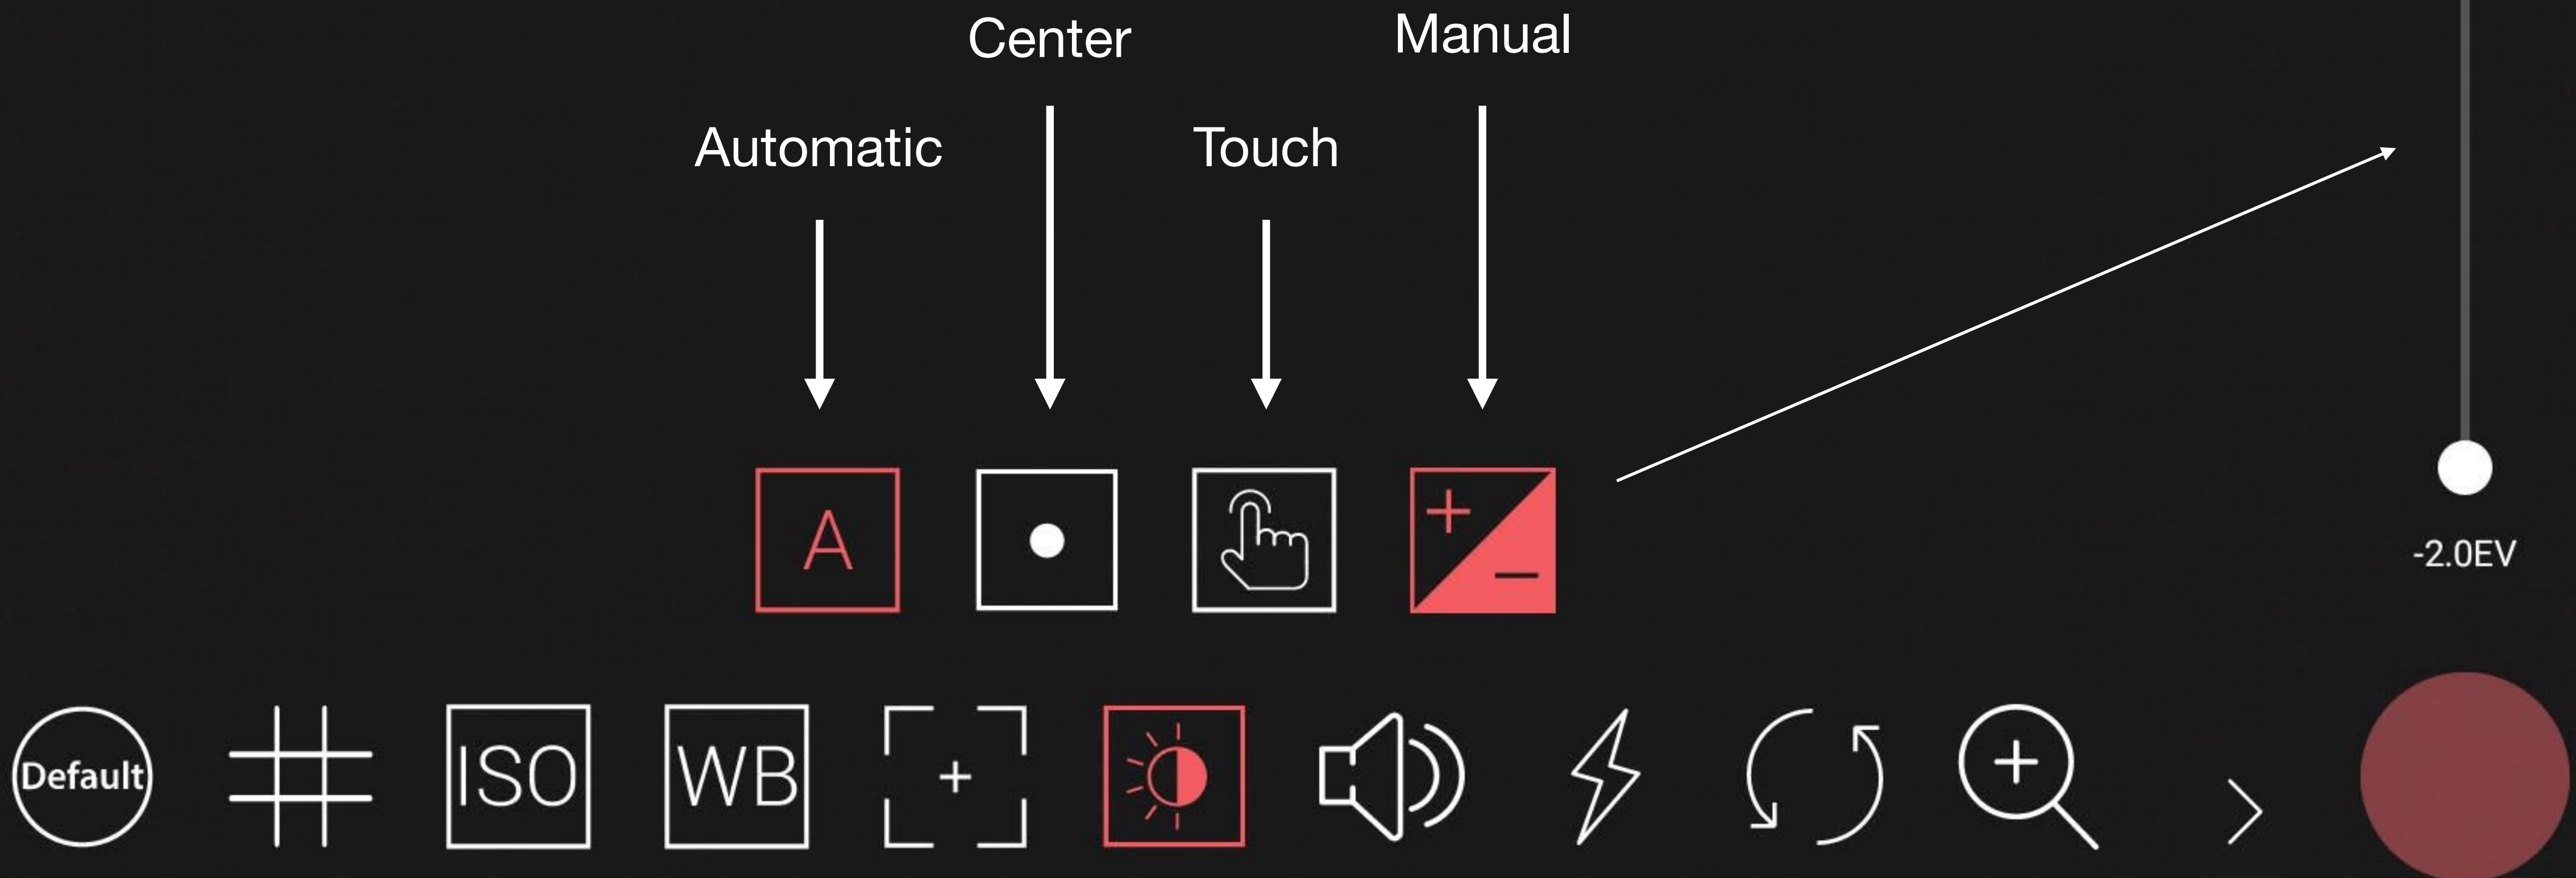 Center
Manual
Automatic
Touch
A
+
−
-2.0EV
Default
ISO
WB
+
+